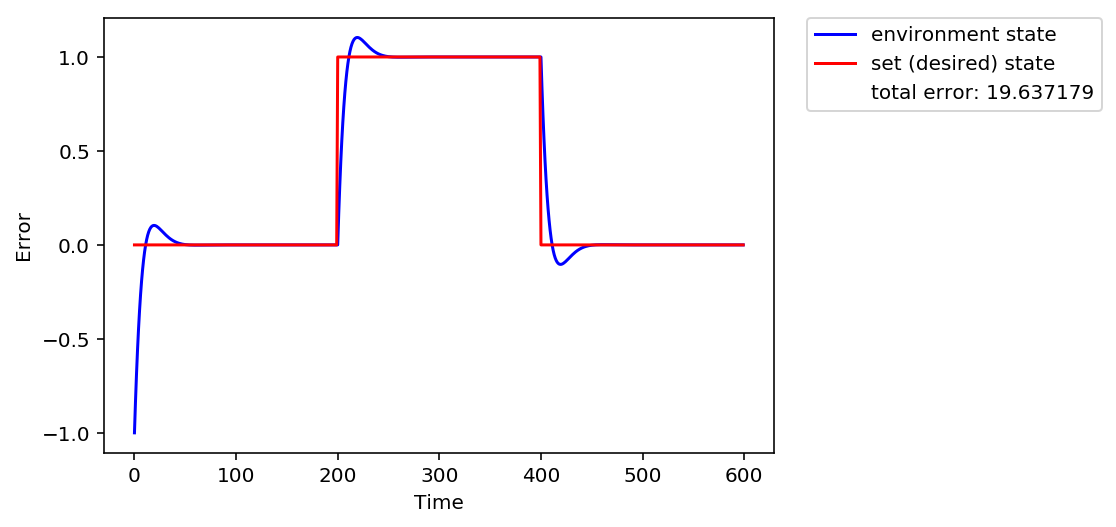 environment state
set (desired) state
total error: 19.637179
1.0
0.5
0.0
−0.5
−1.0
Error
0 100 200 300 400 500 600
Time